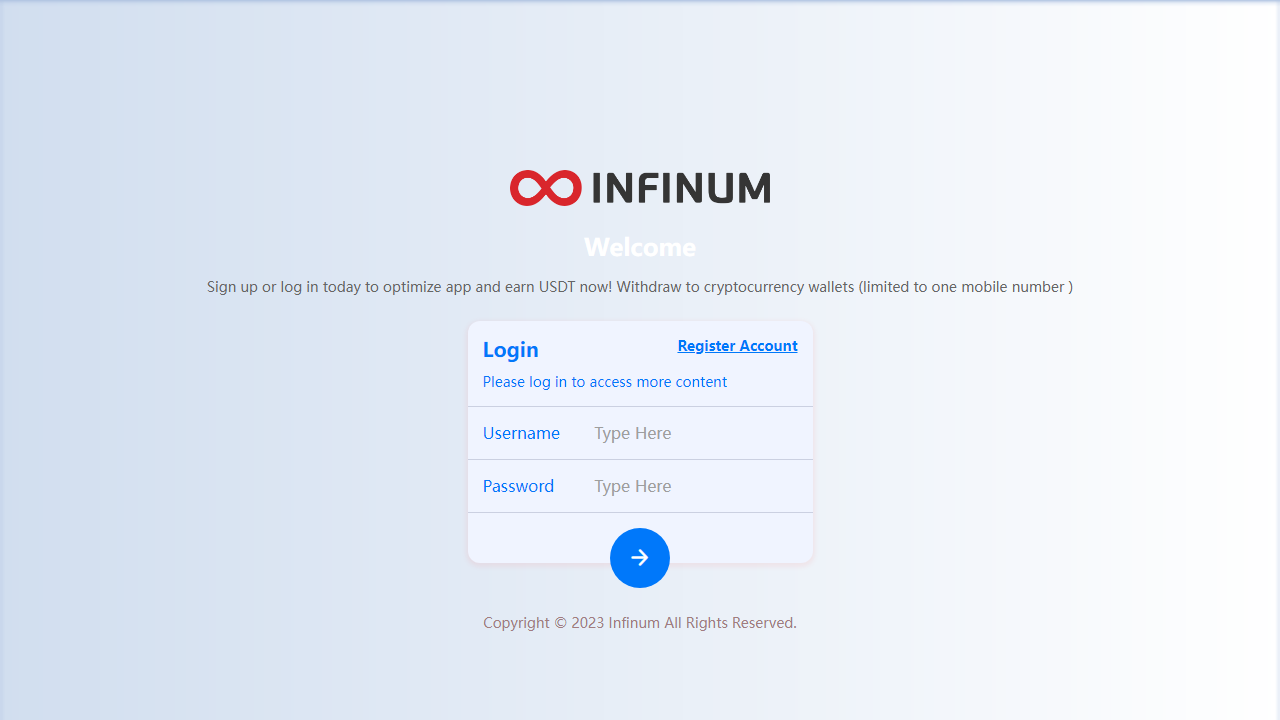 INFINUM
Welcome
Sign up or log in today to optimize app and earn USDT now! Withdraw to cryptocurrency wallets (limited to one mobile number )
Login
Register Account
Please log in to access more content
Username Type Here
Password Type Here
Copyright © 2023 Infinum All Rights Reserved.